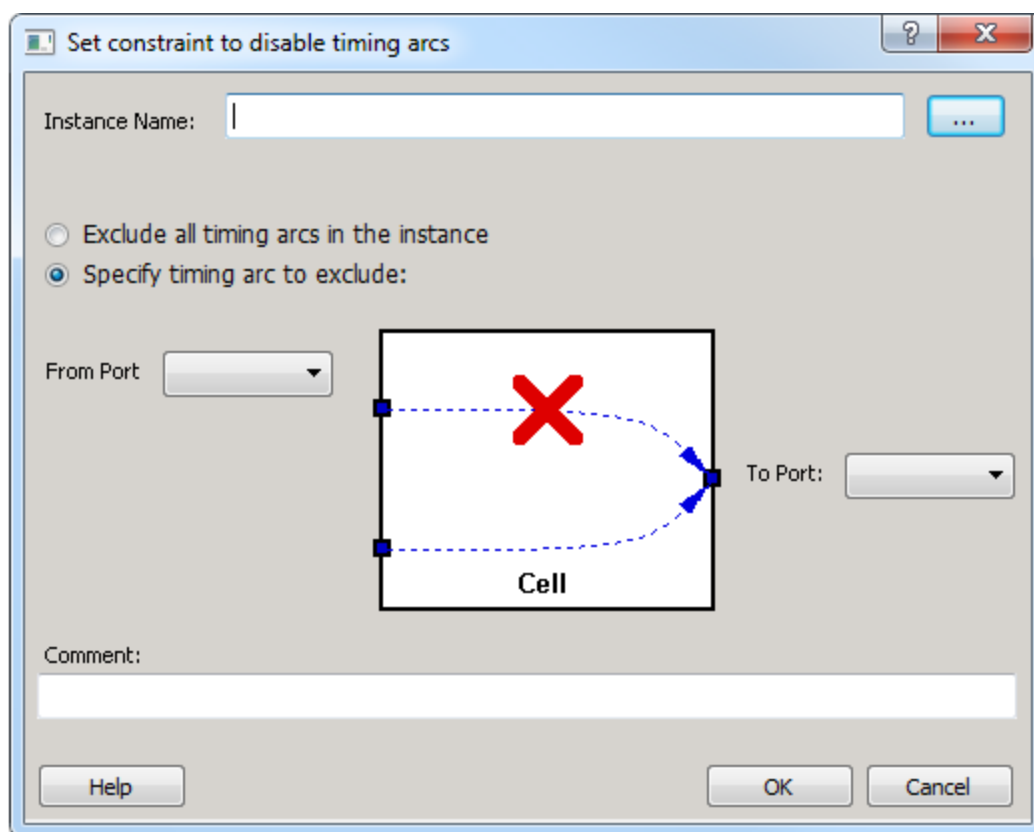 Set constraint to disable timing arcs
Instance Name:
...
Exclude all timing arcs in the instance
Specify timing arc to exclude:
From Port
To Port:
Cell
Comment:
Help OK Cancel